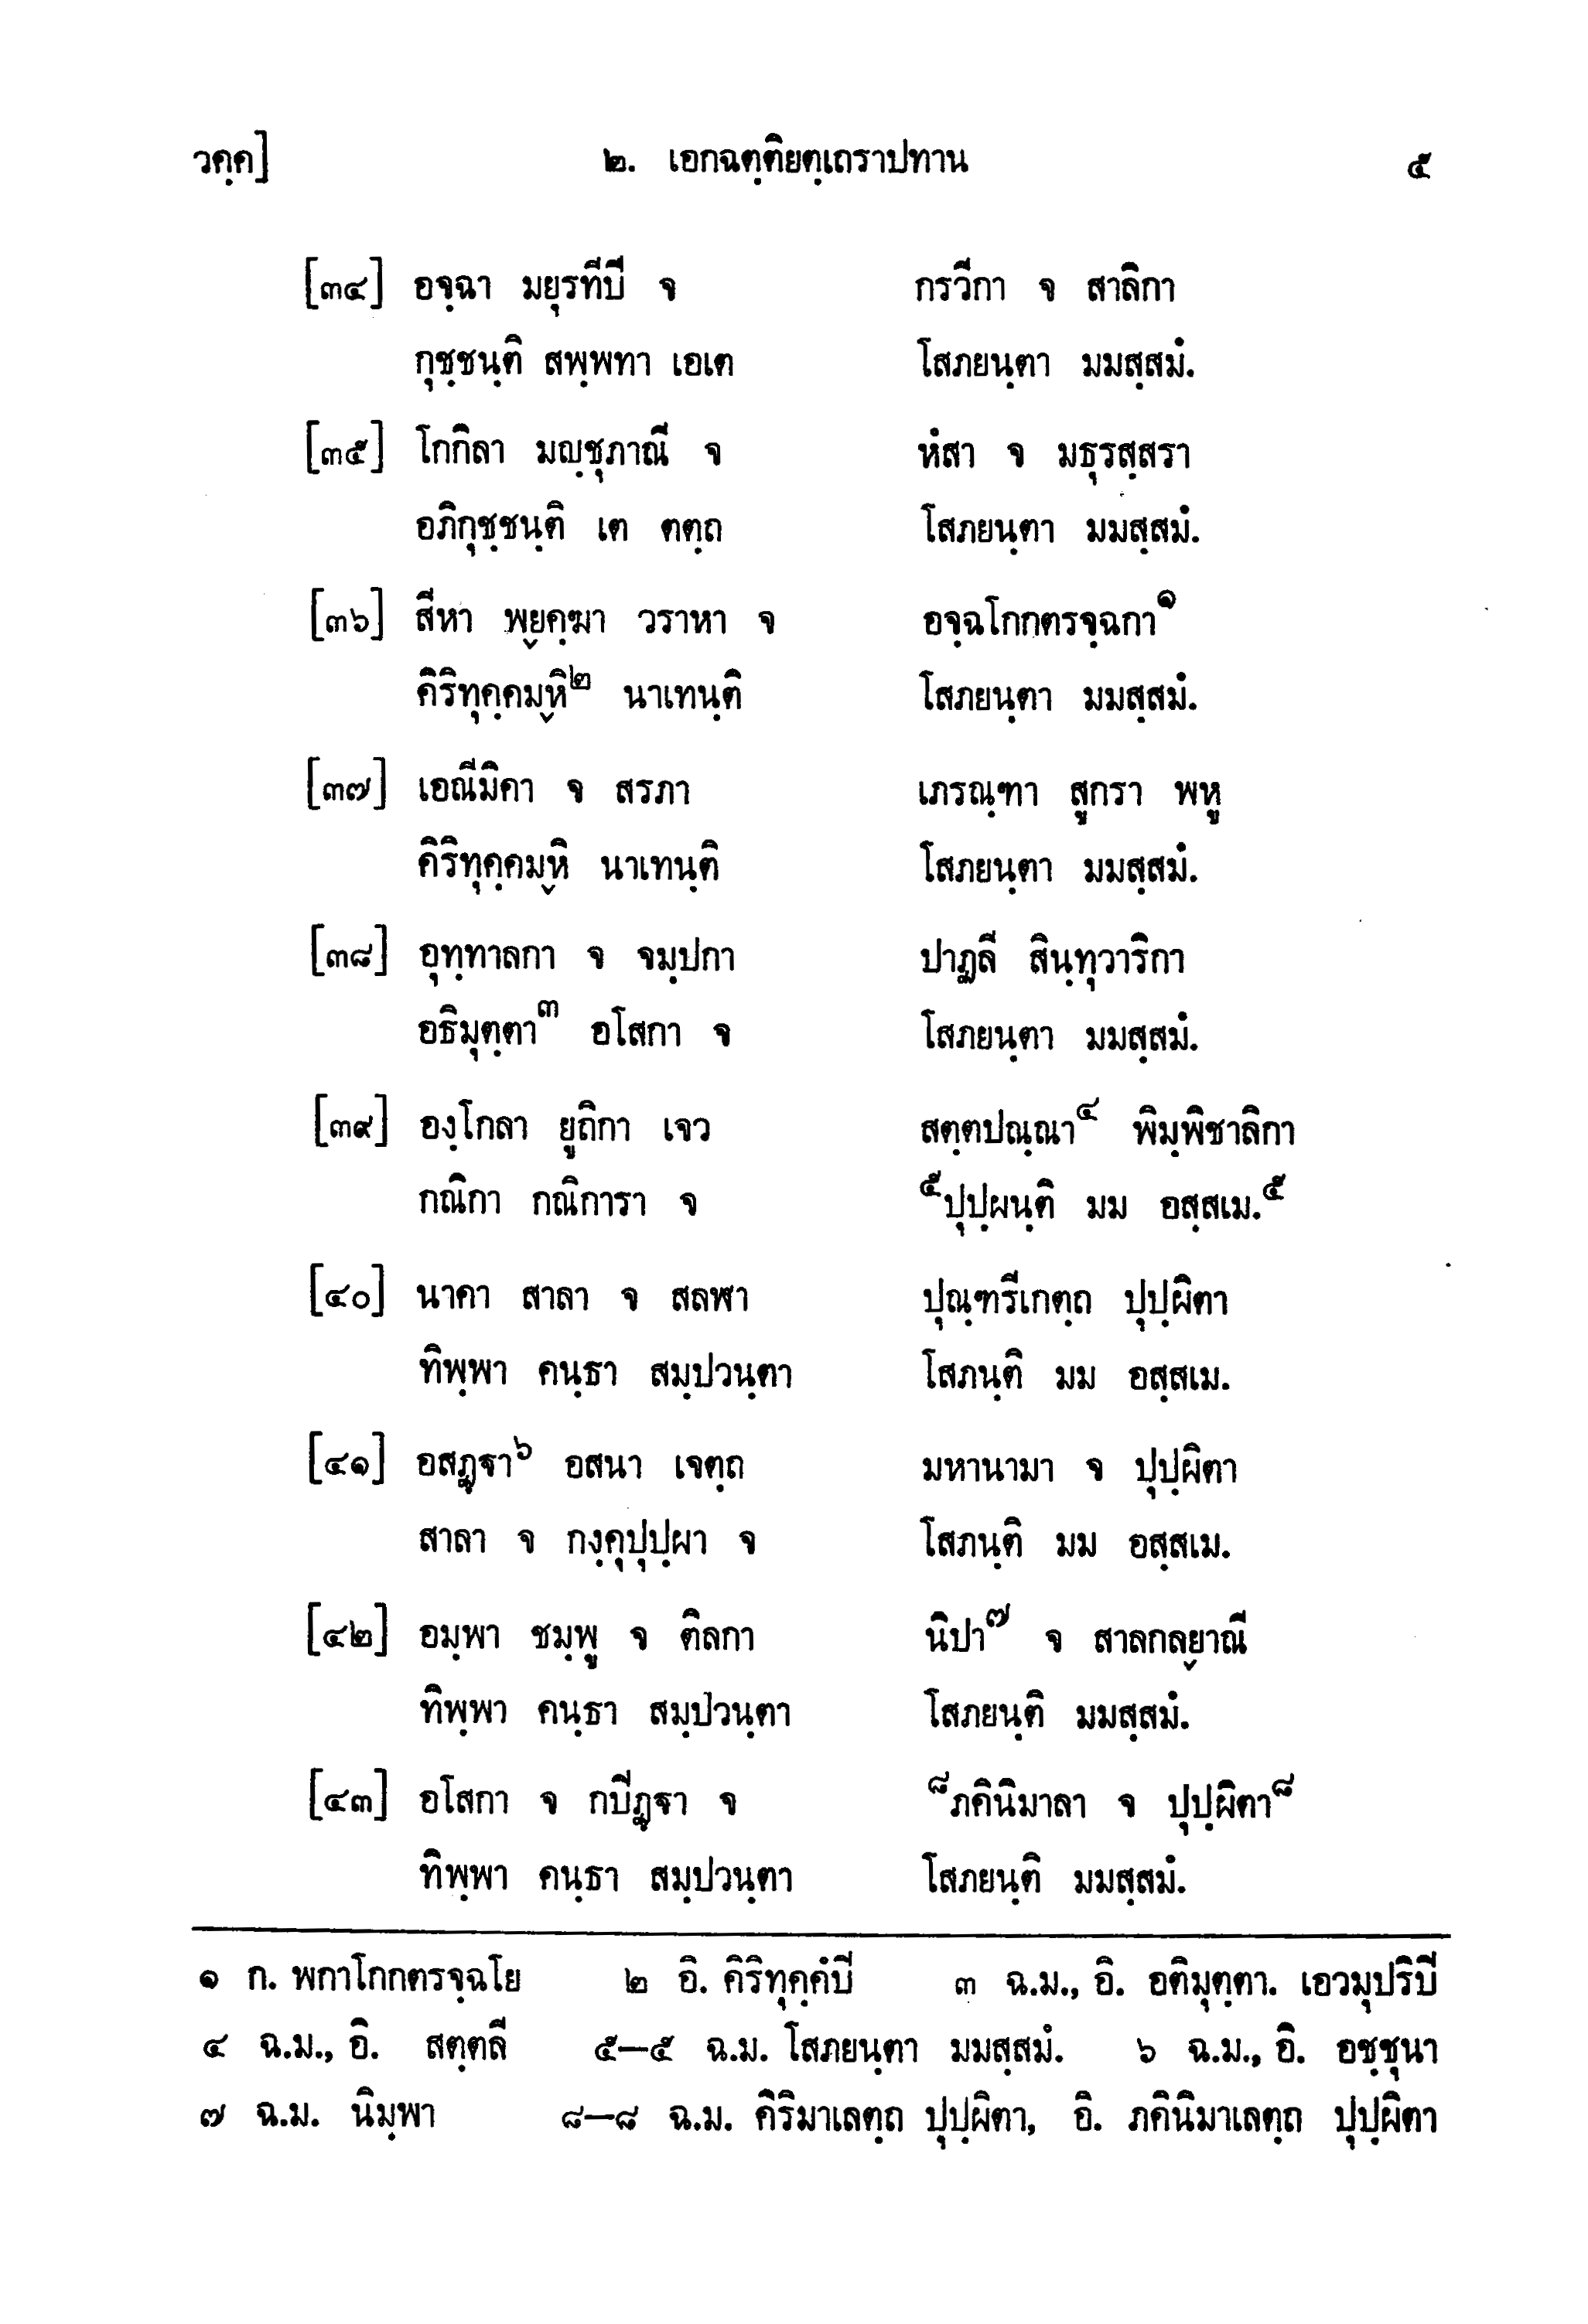 วคฺค] ๒. เอกฉตฺติยตฺเถราปทาน ๕
[๓๔] อจฺฉา มยุรทีบี จ กรวีกา จ สาลิกา
กุชฺชนฺติ สพฺพทา เอเต โสภยนฺตา มมสฺสมํ.
[๓๕] โกกิลา มญฺชุภาณี จ หํสา จ มธุรสฺสรา
อภิกุชฺชนฺติ เต ตตฺถ โสภยนฺตา มมสฺสมํ.
[๓๖] สีหา พฺยคฺฆา วราหา จ อจฺฉโกกตรจฺฉกา๑
คิริทุคฺคมฺหิ๒ นาเทนฺติ โสภยนฺตา มมสฺสมํ.
[๓๗] เอณีมิคา จ สรภา เภรณฺฑา สูกรา พหู
คิริทุคฺคมฺหิ นาเทนฺติ โสภยนฺตา มมสฺสมํ.
[๓๘] อุทฺทาลกา จ จมฺปกา ปาฏลี สินฺทุวาริกา
อธิมุตฺตา๓ อโสกา จ โสภยนฺตา มมสฺสมํ.
[๓๙] องฺโกลา ยูถิกา เจว สตฺตปณฺณา๔ พิมฺพิชาลิกา
กณิกา กณิการา จ ๕ปุปฺผนฺติ มม อสฺสเม.๕
[๔๐] นาคา สาลา จ สลฬา ปุณฺฑรีเกตฺถ ปุปฺผิตา
ทิพฺพา คนฺธา สมฺปวนฺตา โสภนฺติ มม อสฺสเม.
[๔๑] อสฏฺฐา๖ อสนา เจตฺถ มหานามา จ ปุปฺผิตา
สาลา จ กงฺคุปุปฺผา จ โสภนฺติ มม อสฺสเม.
[๔๒] อมฺพา ชมฺพู จ ติลกา นิปา๗ จ สาลกลฺยาณี
ทิพฺพา คนฺธา สมฺปวนฺตา โสภยนฺติ มมสฺสมํ.
[๔๓] อโสกา จ กบีฏฺฐา จ ๘ภคินิมาลา จ ปุปฺผิตา๘
ทิพฺพา คนฺธา สมฺปวนฺตา โสภยนฺติ มมสฺสมํ.
๑ ก. พกาโกกตรจฺฉโย ๒ อิ. คิริทุคฺคํบี ๓ ฉ.ม., อิ. อติมุตฺตา. เอวมุปริบี
๔ ฉ.ม., อิ. สตฺตลี ๕—๕ ฉ.ม. โสภยนฺตา มมสฺสมํ. ๖ ฉ.ม., อิ. อชฺชุนา
๗ ฉ.ม. นิมฺพา ๘—๘ ฉ.ม. คิริมาเลตฺถ ปุปฺผิตา, อิ. ภคินิมาเลตฺถ ปุปฺผิตา